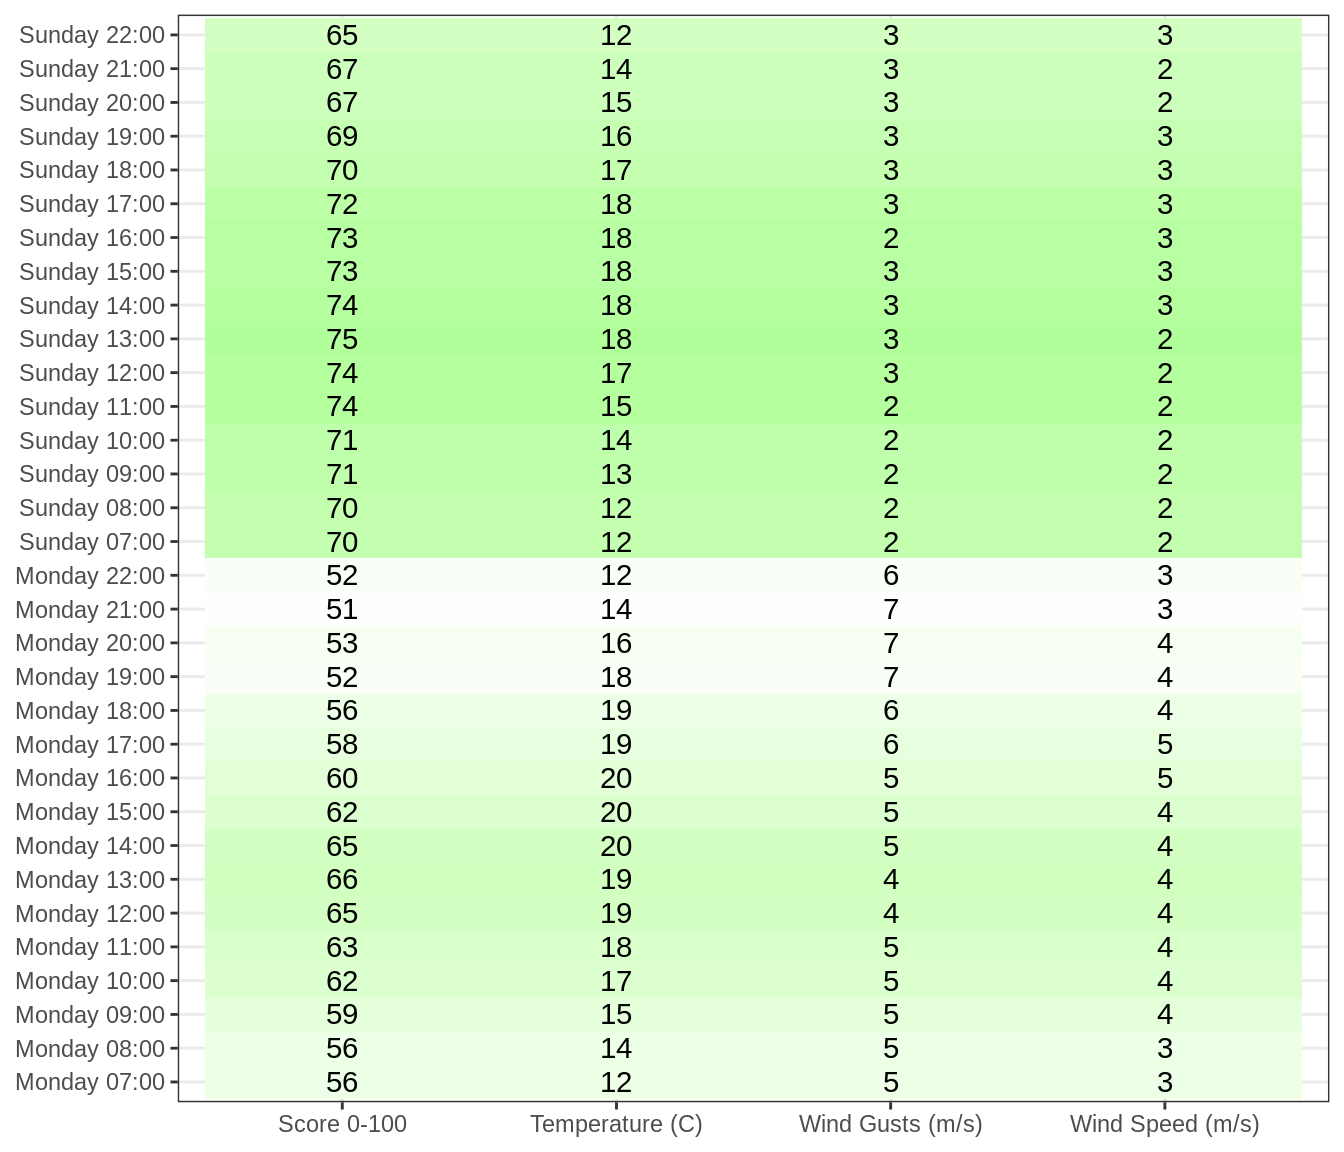 Sunday 22:00 65 12 3 3
Sunday 21:00 67 14 3 2
Sunday 20:00 67 15 3 2
Sunday 19:00 69 16 3 3
Sunday 18:00 70 17 3 3
Sunday 17:00 72 18 3 3
Sunday 16:00 73 18 2 3
Sunday 15:00 73 18 3 3
Sunday 14:00 74 18 3 3
Sunday 13:00 75 18 3 2
Sunday 12:00 74 17 3 2
Sunday 11:00 74 15 2 2
Sunday 10:00 71 14 2 2
Sunday 09:00 71 13 2 2
Sunday 08:00 70 12 2 2
Sunday 07:00 70 12 2 2
Monday 22:00 52 12 6 3
Monday 21:00 51 14 7 3
Monday 20:00 53 16 7 4
Monday 19:00 52 18 7 4
Monday 18:00 56 19 6 4
Monday 17:00 58 19 6 5
Monday 16:00 60 20 5 5
Monday 15:00 62 20 5 4
Monday 14:00 65 20 5 4
Monday 13:00 66 19 4 4
Monday 12:00 65 19 4 4
Monday 11:00 63 18 5 4
Monday 10:00 62 17 5 4
Monday 09:00 59 15 5 4
Monday 08:00 56 14 5 3
Monday 07:00 56 12 5 3
Score 0-100 Temperature (C) Wind Gusts (m/s) Wind Speed (m/s)